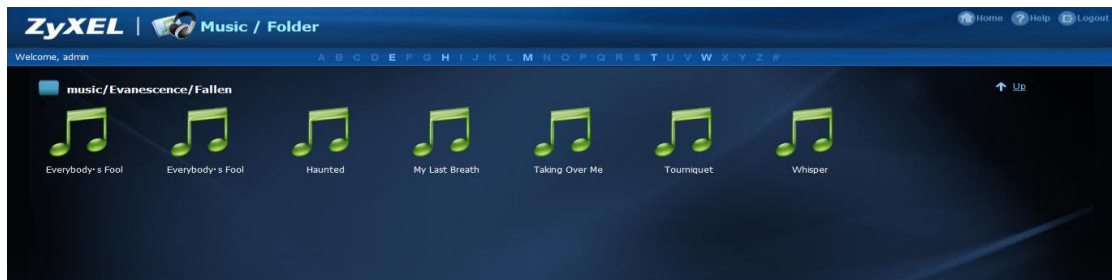 ZyXEL | Music / Folder
Home Help Logout
Welcome, admin
A B C D E F G H I J K L M N O P Q R S T U V W X Y Z #
music/Evanescence/Fallen
Up
Everybody·s Fool Everybody·s Fool Haunted My Last Breath Taking Over Me Tourniquet Whisper